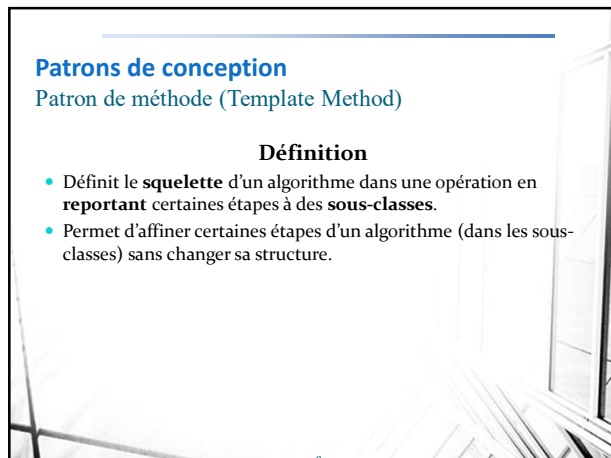 Patrons de conception
Patron de méthode (Template Method)
Définition
• Définit le squelette d'un algorithme dans une opération en
reportant certaines étapes à des sous-classes.
• Permet d'affiner certaines étapes d'un algorithme (dans les sous-
classes) sans changer sa structure.